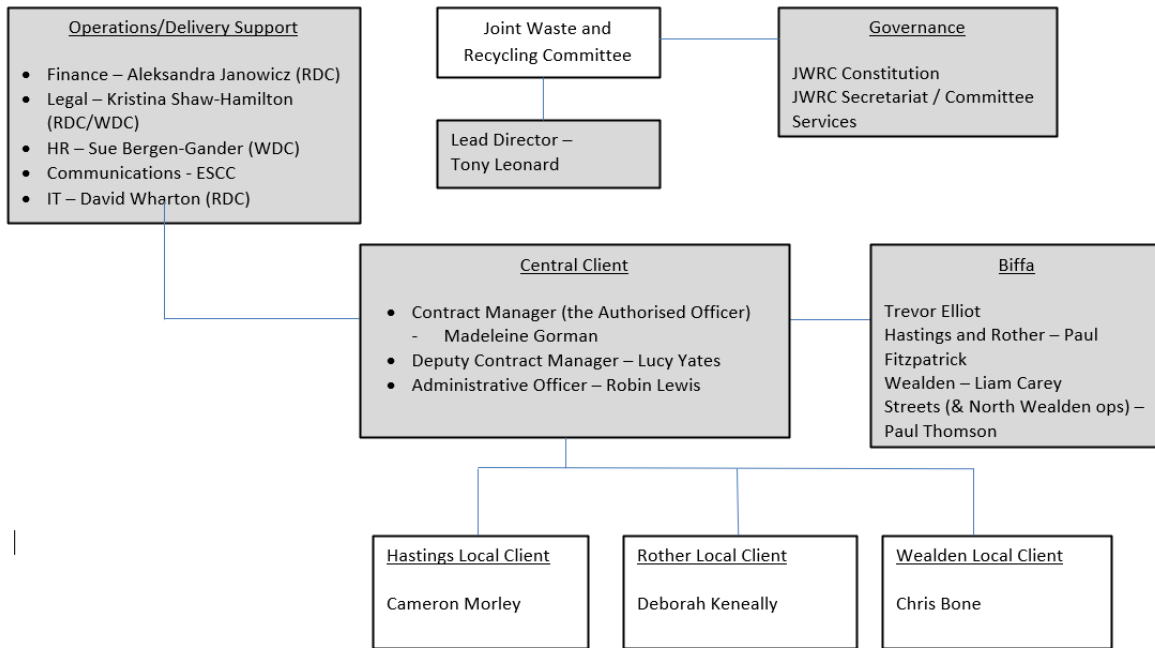 Operations/Delivery Support
• Finance – Aleksandra Janowicz (RDC)
• Legal – Kristina Shaw-Hamilton
(RDC/WDC)
• HR – Sue Bergen-Gander (WDC)
• Communications - ESCC
• IT – David Wharton (RDC)
Joint Waste and
Recycling Committee
Governance
JWRC Constitution
JWRC Secretariat / Committee
Services
Lead Director –
Tony Leonard
Central Client
• Contract Manager (the Authorised Officer)
- Madeleine Gorman
• Deputy Contract Manager – Lucy Yates
• Administrative Officer – Robin Lewis
Biffa
Trevor Elliot
Hastings and Rother – Paul
Fitzpatrick
Wealden – Liam Carey
Streets (& North Wealden ops) –
Paul Thomson
Hastings Local Client
Cameron Morley
Rother Local Client
Deborah Keneally
Wealden Local Client
Chris Bone